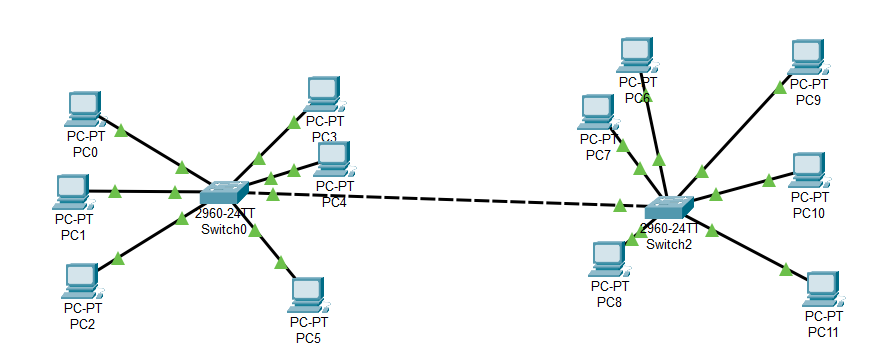 PC-PT
PC0
PC-PT
PC1
PC-PT
PC2
PC-PT
PC3
PC-PT
PC4
PC-PT
PC5
2960-24TT
Switch0
PC-PT
PC6
PC-PT
PC7
PC-PT
PC8
2960-24TT
Switch2
PC-PT
PC9
PC-PT
PC10
PC-PT
PC11